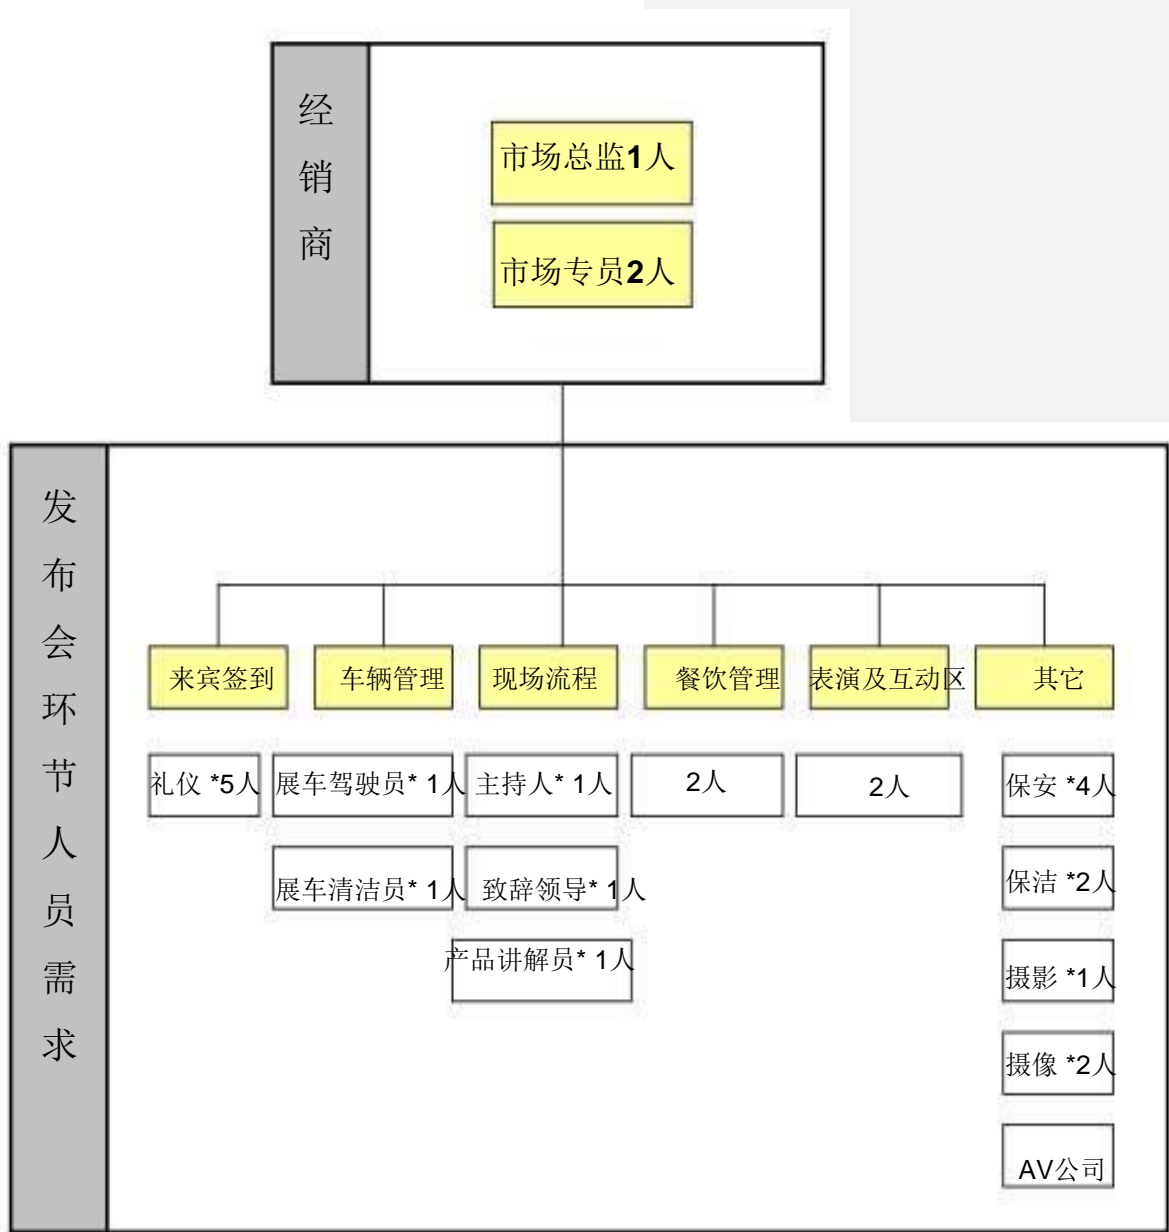 经销商
市场总监1人
市场专员2人
发布会环节人员需求
来宾签到
车辆管理
现场流程
餐饮管理
表演及互动区
其它
礼仪 *5人
展车驾驶员* 1人
主持人* 1人
2人
2人
保安 *4人
展车清洁员* 1人
致辞领导* 1人
保洁 *2人
产品讲解员* 1人
摄影 *1人
摄像 *2人
AV公司